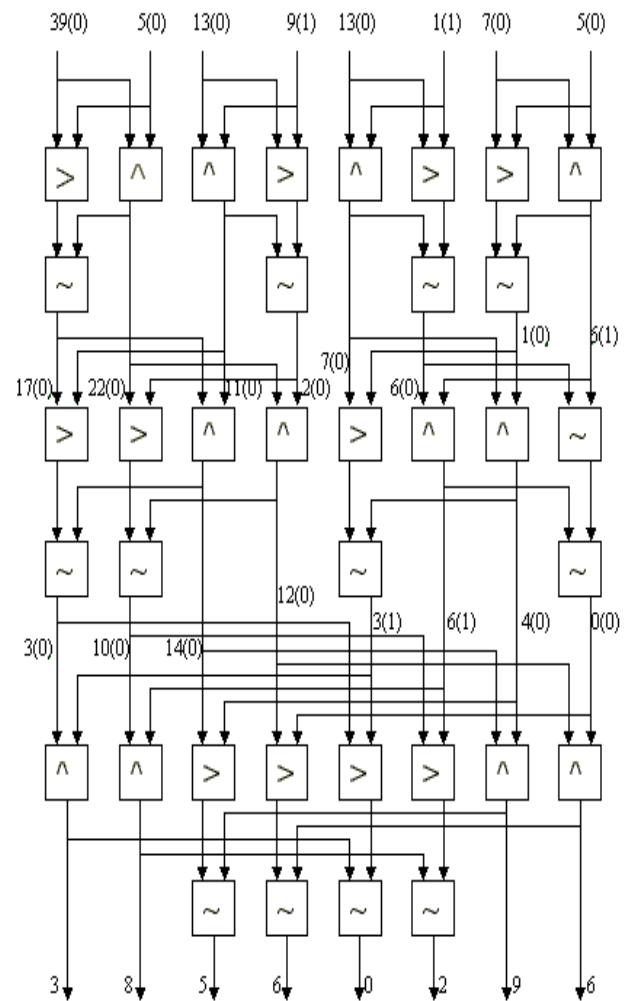 39(0) 5(0) 13(0) 9(1) 13(0) 1(1) 7(0) 5(0)
> ^ ^ > ^ > > ^
~ ~ ~ ~
1(0) 6(1)
7(0)
17(0) 22(0) 11(0) 2(0) 6(0)
> > ^ ^ > ^ ^ ~
~ ~ ~ ~
12(0)
3(1) 6(1) 4(0) 0(0)
3(0) 10(0) 14(0)
^ ^ > > > > ^ ^
~ ~ ~ ~
3 8 5 6 0 2 9 6